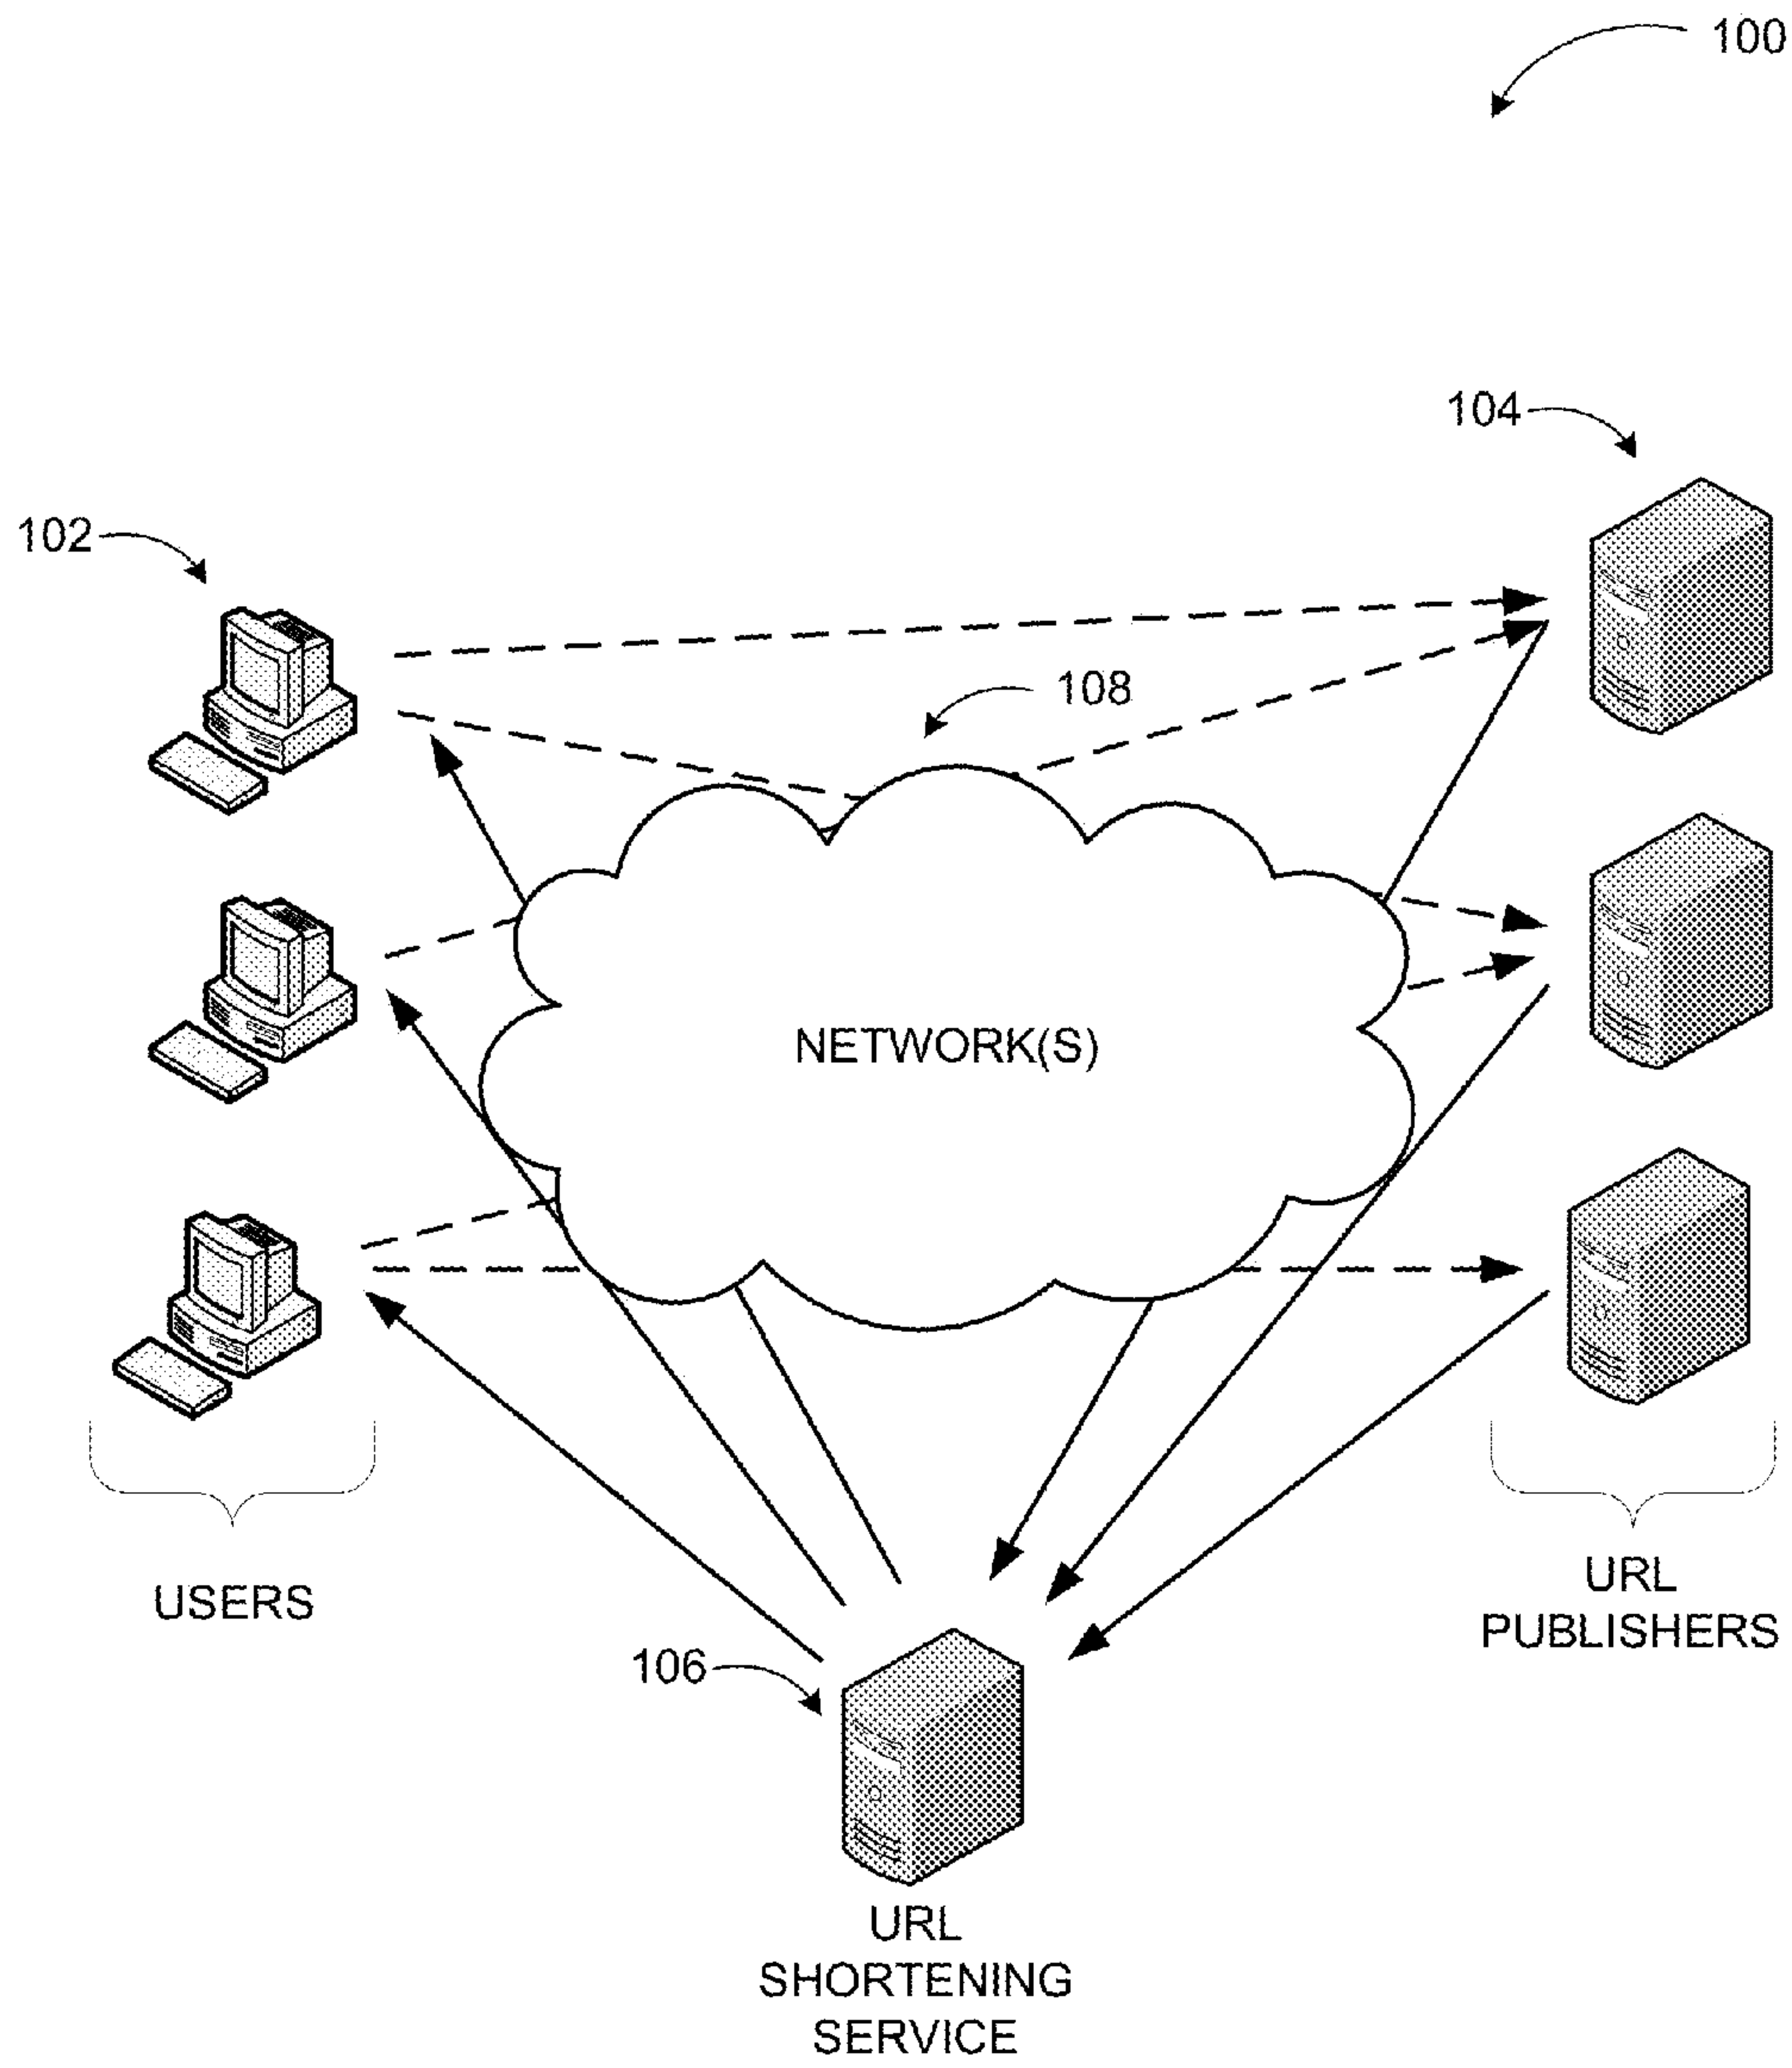 100
104
102
108
NETWORK(S)
USERS
URL
PUBLISHERS
106
URL
SHORTENING
SERVICE